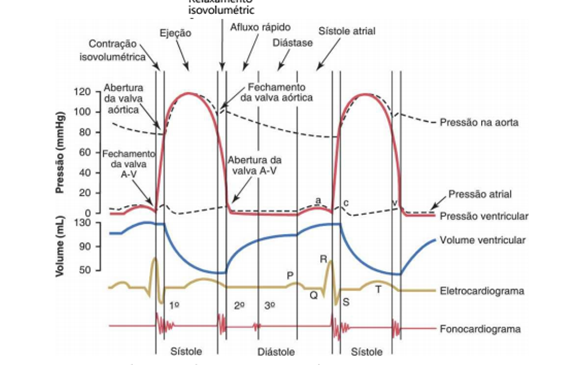 Relaxamento
isovolumétric
Ejeção
Afluxo rápido
Diástase
Sístole atrial
Contração
isovolumétrica
Abertura
da valva
aórtica
Fechamento
da valva aórtica
Fechamento
da valva
A-V
Abertura da
valva A-V
Pressão (mmHg)
120
100
80
60
40
20
0
Pressão na aorta
Pressão atrial
Pressão ventricular
a
c
v
Volume (mL)
130
90
50
Volume ventricular
R
P
Q
S
T
Eletrocardiograma
1º
2º
3º
Fonocardiograma
Sístole
Diástole
Sístole